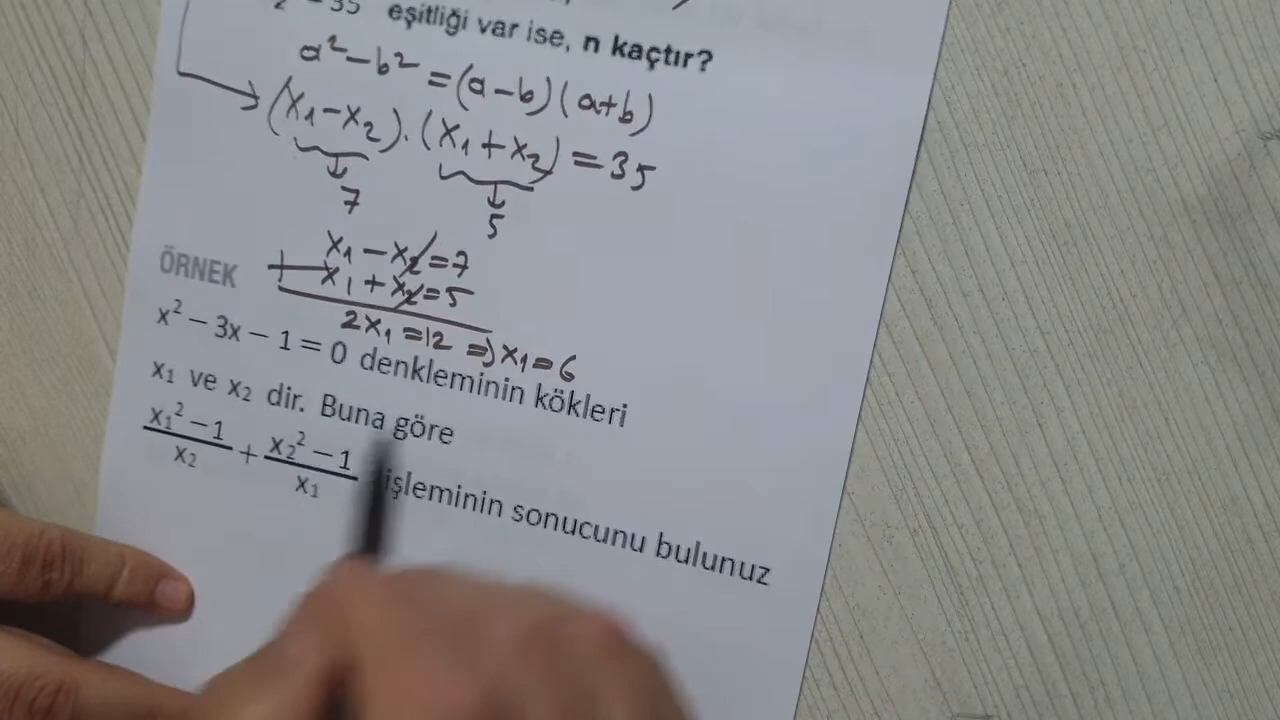 35 eşitliği var ise, n kaçtır?
a² − b² = (a − b) (a + b)
(x₁ − x₂) . (x₁ + x₂) = 35
7 5
x₁ − x₂ = 7
+ x₁ + x₂ = 5
2x₁ = 12 ⇒ x₁ = 6
ÖRNEK
x² − 3x − 1 = 0 denkleminin kökleri
x₁ ve x₂ dir. Buna göre
(x₁² − 1)/x₂ + (x₂² − 1)/x₁ işleminin sonucunu bulunuz